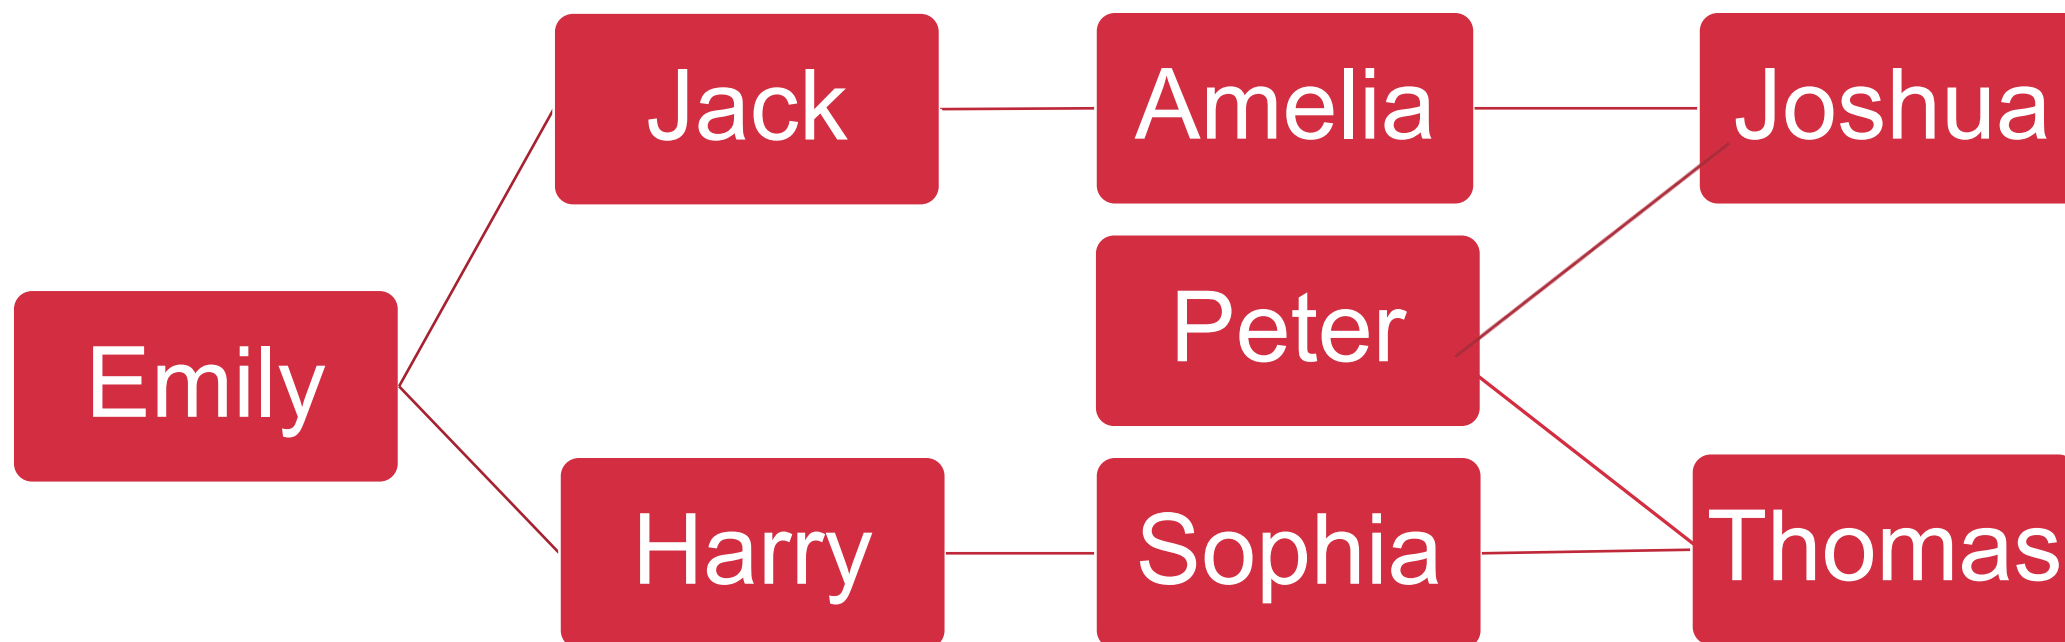 Jack
Amelia
Joshua
Peter
Emily
Harry
Sophia
Thomas